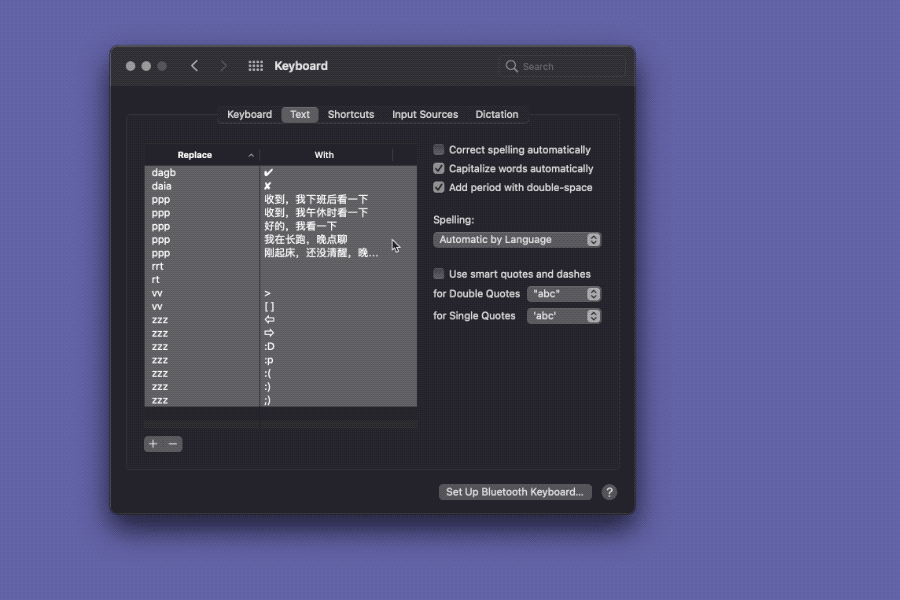 Keyboard
Search
Keyboard Text Shortcuts Input Sources Dictation
Replace With
dagb ✔
daia ✘
ppp 收到，我下班后看一下
ppp 收到，我午休时看一下
ppp 好的，我看一下
ppp 我在长跑，晚点聊
ppp 刚起床，还没清醒，晚…
rrt
rt
vv >
vv [ ]
zzz ⇦
zzz ⇨
zzz :D
zzz :p
zzz :(
zzz :)
zzz ;)
+ −
Correct spelling automatically
Capitalize words automatically
Add period with double-space
Spelling:
Automatic by Language
Use smart quotes and dashes
for Double Quotes "abc"
for Single Quotes 'abc'
Set Up Bluetooth Keyboard... ?